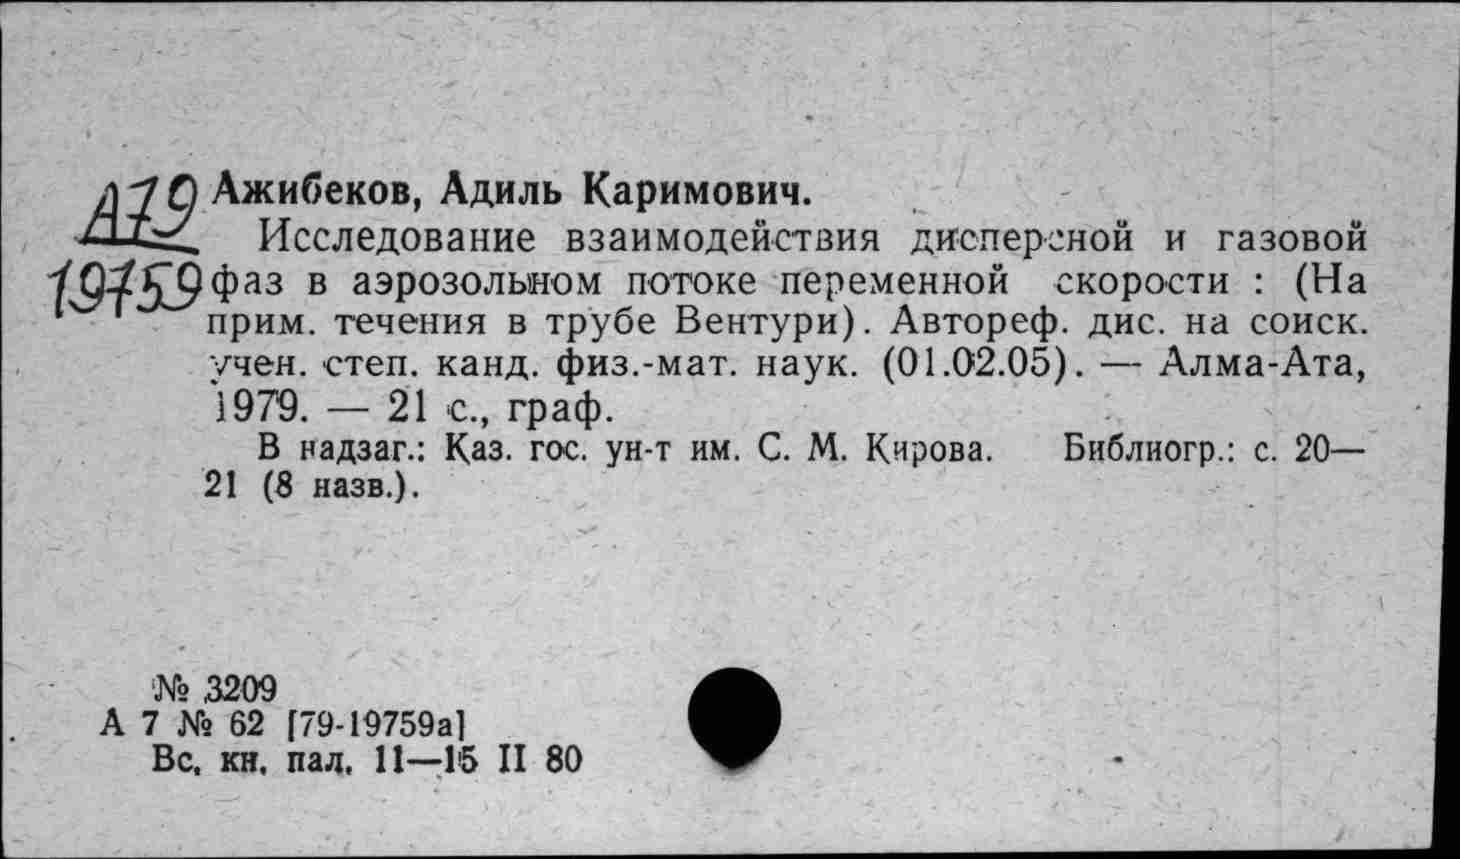 А79
19759
Ажибеков, Адиль Каримович.
Исследование взаимодействия дисперсной и газовой
фаз в аэрозольном потоке переменной скорости : (На
прим. течения в трубе Вентури). Автореф. дис. на соиск.
учен. степ. канд. физ.-мат. наук. (01.02.05). — Алма-Ата,
1979. — 21 с., граф.
В надзаг.: Каз. гос. ун-т им. С. М. Кирова. Библиогр.: с. 20—
21 (8 назв.).
№ 3209
А 7 № 62 [79-19759а]
Вс. кн. пал. 11—15 II 80